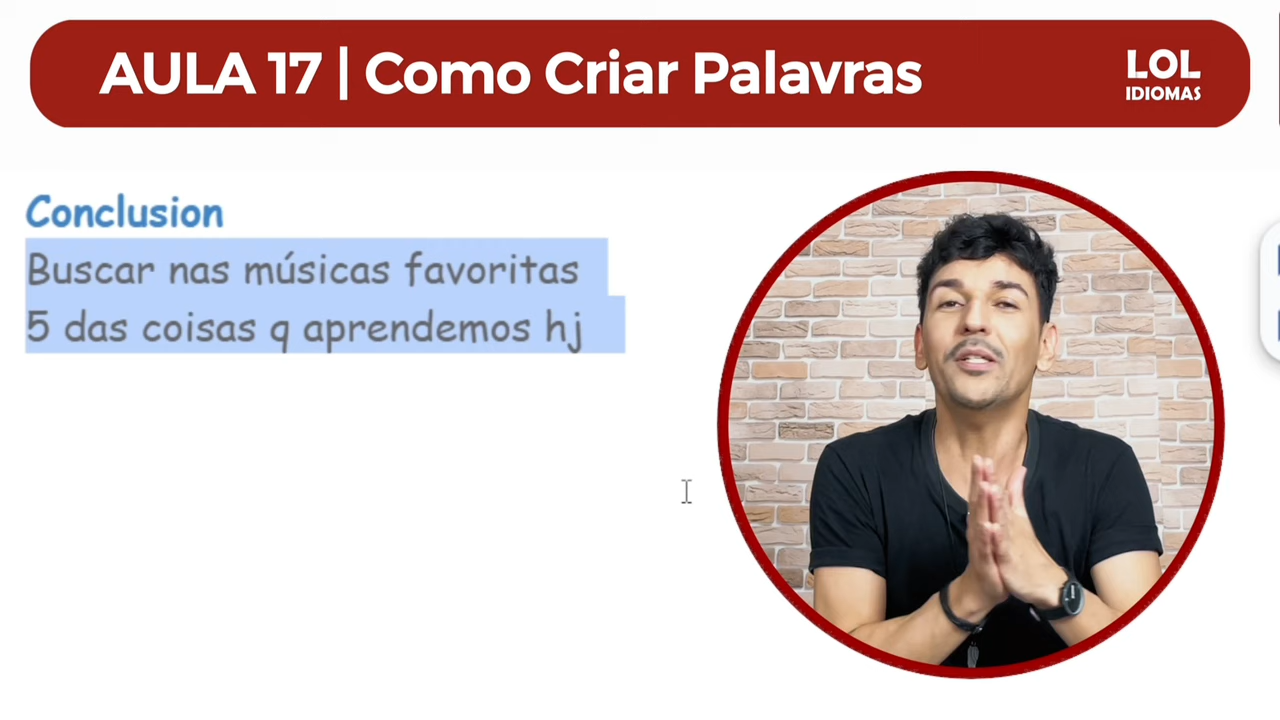 AULA 17 | Como Criar Palavras
LOL
IDIOMAS
Conclusion
Buscar nas músicas favoritas
5 das coisas q aprendemos hj